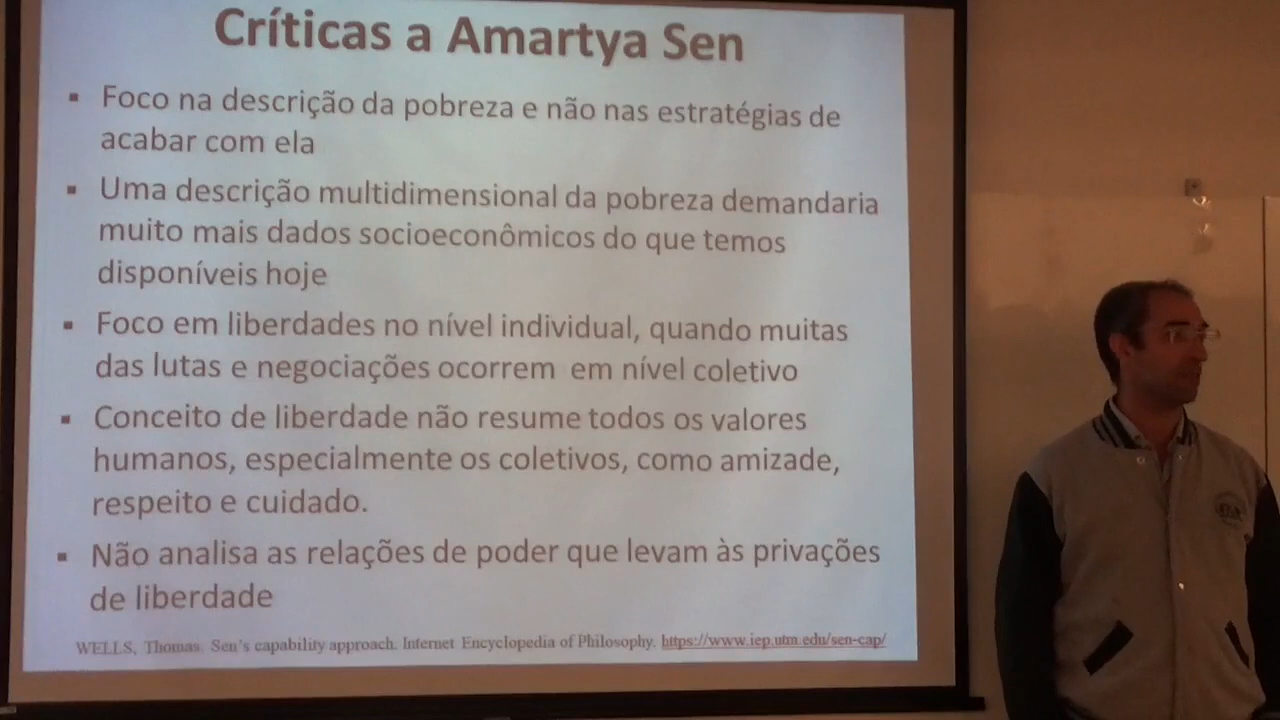 Críticas a Amartya Sen
▪ Foco na descrição da pobreza e não nas estratégias de
acabar com ela
▪ Uma descrição multidimensional da pobreza demandaria
muito mais dados socioeconômicos do que temos
disponíveis hoje
▪ Foco em liberdades no nível individual, quando muitas
das lutas e negociações ocorrem em nível coletivo
▪ Conceito de liberdade não resume todos os valores
humanos, especialmente os coletivos, como amizade,
respeito e cuidado.
▪ Não analisa as relações de poder que levam às privações
de liberdade
WELLS, Thomas. Sen's capability approach. Internet Encyclopedia of Philosophy. https://www.iep.utm.edu/sen-cap/